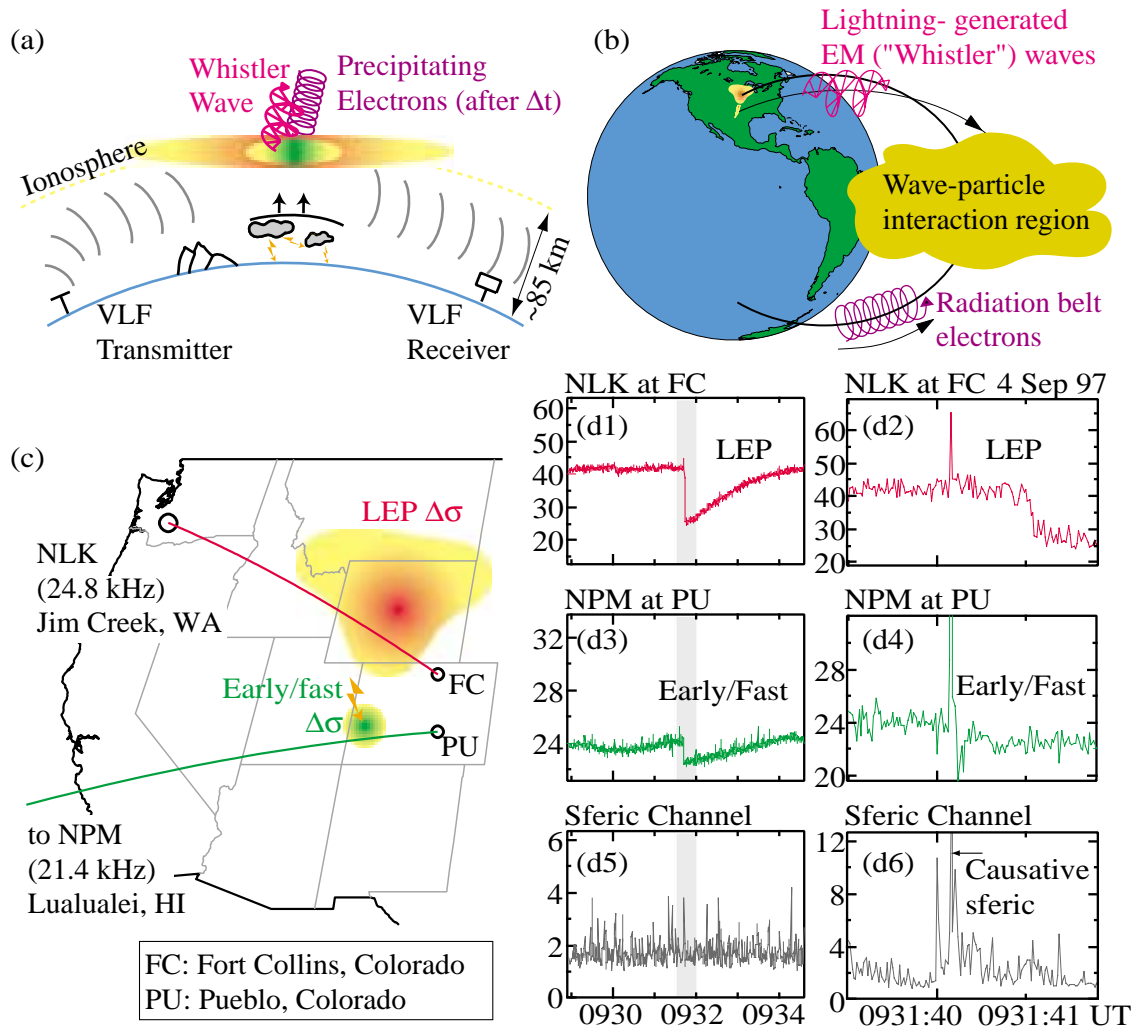 (a)
Whistler
Wave
Precipitating
Electrons (after Δt)
Ionosphere
~85 km
VLF
Transmitter
VLF
Receiver
(b)
Lightning- generated
EM ("Whistler") waves
Wave-particle
interaction region
Radiation belt
electrons
(c)
LEP Δσ
NLK
(24.8 kHz)
Jim Creek, WA
Early/fast
Δσ
FC
PU
to NPM
(21.4 kHz)
Lualualei, HI
FC: Fort Collins, Colorado
PU: Pueblo, Colorado
NLK at FC
(d1)
LEP
60
50
40
30
20
NLK at FC 4 Sep 97
(d2)
LEP
60
50
40
30
20
NPM at PU
(d3)
Early/Fast
32
28
24
NPM at PU
(d4)
Early/Fast
28
24
20
Sferic Channel
(d5)
6
4
2
0
0930 0932 0934
Sferic Channel
(d6)
Causative
sferic
12
8
4
0
0931:40 0931:41 UT